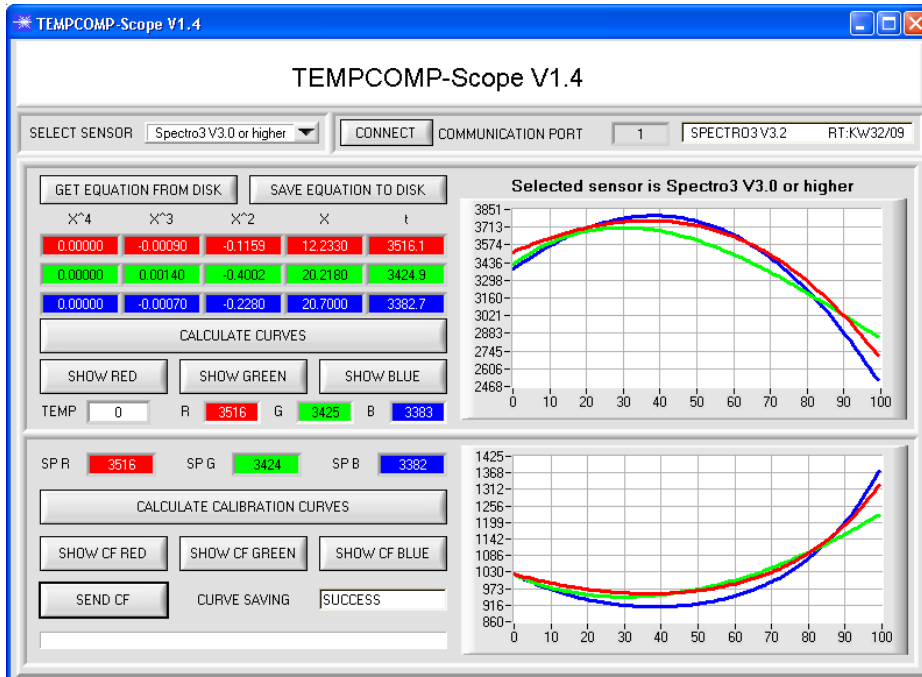 TEMPCOMP-Scope V1.4
TEMPCOMP-Scope V1.4
SELECT SENSOR Spectro3 V3.0 or higher CONNECT COMMUNICATION PORT 1 SPECTRO3 V3.2 RT:KW32/09
GET EQUATION FROM DISK SAVE EQUATION TO DISK
X^4 X^3 X^2 X t
0.00000 -0.00090 -0.1159 12.2330 3516.1
0.00000 0.00140 -0.4002 20.2180 3424.9
0.00000 -0.00070 -0.2280 20.7000 3382.7
CALCULATE CURVES
SHOW RED SHOW GREEN SHOW BLUE
TEMP 0 R 3516 G 3425 B 3383
Selected sensor is Spectro3 V3.0 or higher
3851
3713
3574
3436
3298
3160
3021
2883
2745
2606
2468
0 10 20 30 40 50 60 70 80 90 100
SP R 3516 SP G 3424 SP B 3382
CALCULATE CALIBRATION CURVES
SHOW CF RED SHOW CF GREEN SHOW CF BLUE
SEND CF CURVE SAVING SUCCESS
1425
1368
1312
1256
1199
1142
1086
1030
973
916
860
0 10 20 30 40 50 60 70 80 90 100